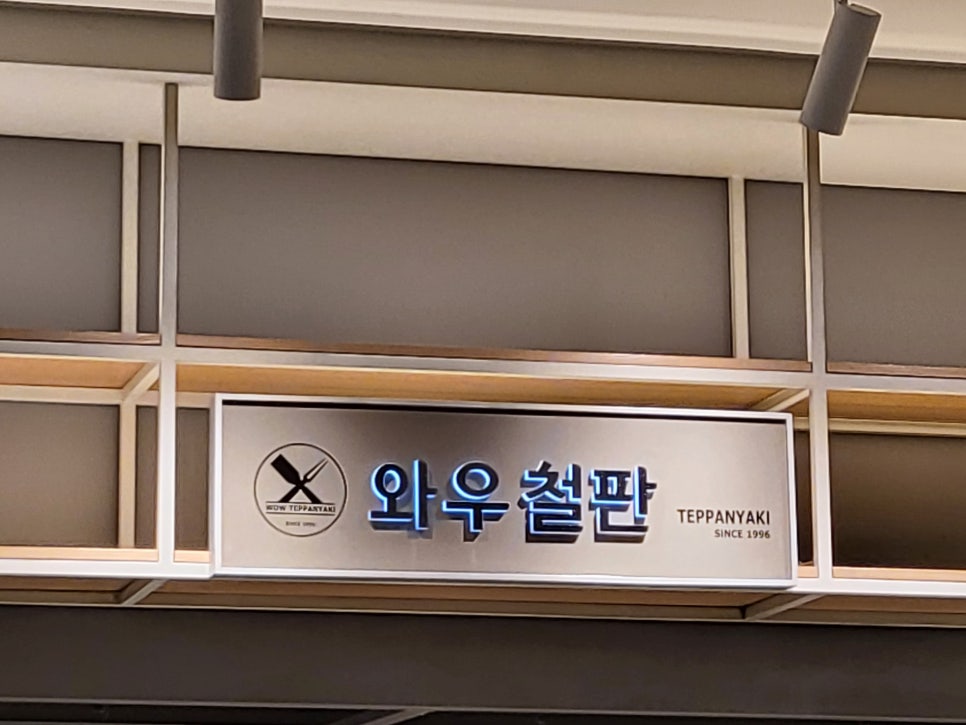 WOW TEPPANYAKI
SINCE 1996
와우철판
TEPPANYAKI
SINCE 1996